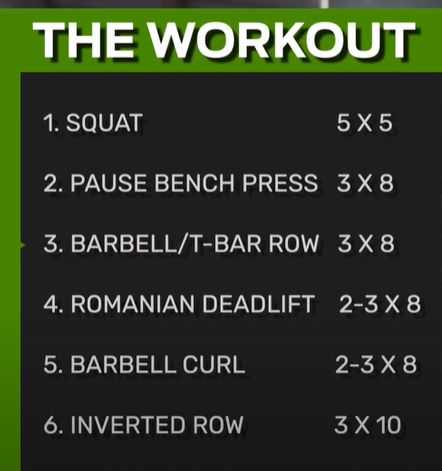 THE WORKOUT
1. SQUAT 5 X 5
2. PAUSE BENCH PRESS 3 X 8
3. BARBELL/T-BAR ROW 3 X 8
4. ROMANIAN DEADLIFT 2-3 X 8
5. BARBELL CURL 2-3 X 8
6. INVERTED ROW 3 X 10